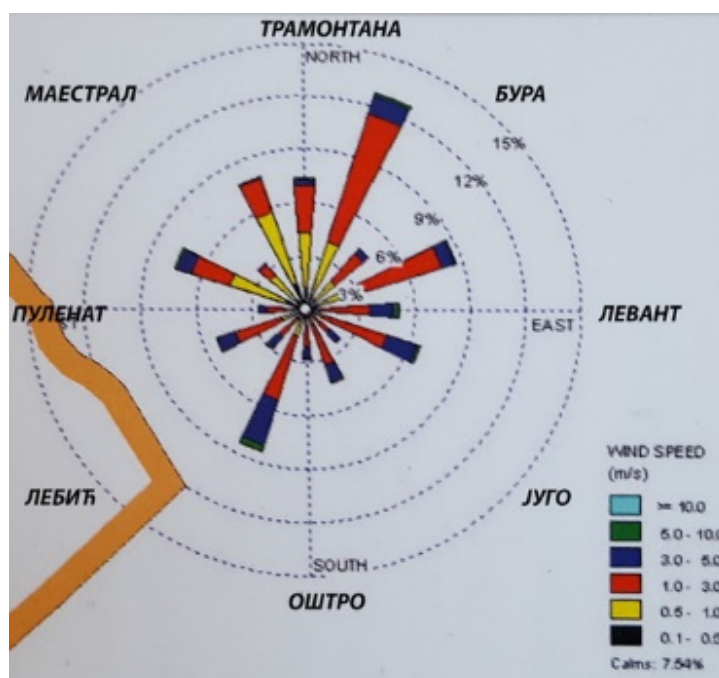 ТРАМОНТАНА
NORTH
МАЕСТРАЛ
БУРА
15%
12%
9%
6%
3%
ПУЛЕНАТ
ST
EAST
ЛЕВАНТ
WIND SPEED
(m/s)
>= 10.0
5.0 - 10.0
3.0 - 5.0
1.0 - 3.0
0.5 - 1.0
0.1 - 0.5
Calms: 7.54%
ЛЕБИЋ
ЈУГО
SOUTH
ОШТРО